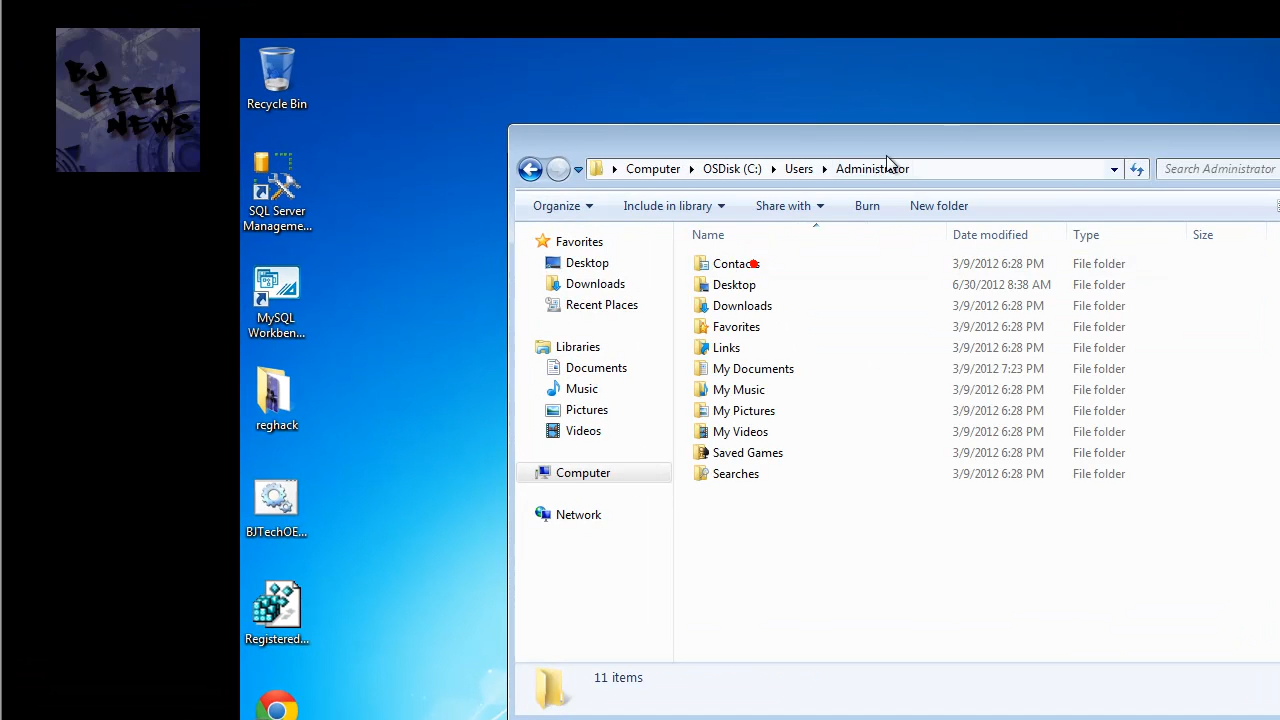 BJ
TECH
NEWS
Recycle Bin
SQL Server
Manageme...
MySQL
Workben...
reghack
BJTechOE...
Registered...
Computer OSDisk (C:) Users Administrator
Search Administrator
Organize Include in library Share with Burn New folder
Favorites
Desktop
Downloads
Recent Places
Libraries
Documents
Music
Pictures
Videos
Computer
Network
Name Date modified Type Size
Contacts 3/9/2012 6:28 PM File folder
Desktop 6/30/2012 8:38 AM File folder
Downloads 3/9/2012 6:28 PM File folder
Favorites 3/9/2012 6:28 PM File folder
Links 3/9/2012 6:28 PM File folder
My Documents 3/9/2012 7:23 PM File folder
My Music 3/9/2012 6:28 PM File folder
My Pictures 3/9/2012 6:28 PM File folder
My Videos 3/9/2012 6:28 PM File folder
Saved Games 3/9/2012 6:28 PM File folder
Searches 3/9/2012 6:28 PM File folder
11 items